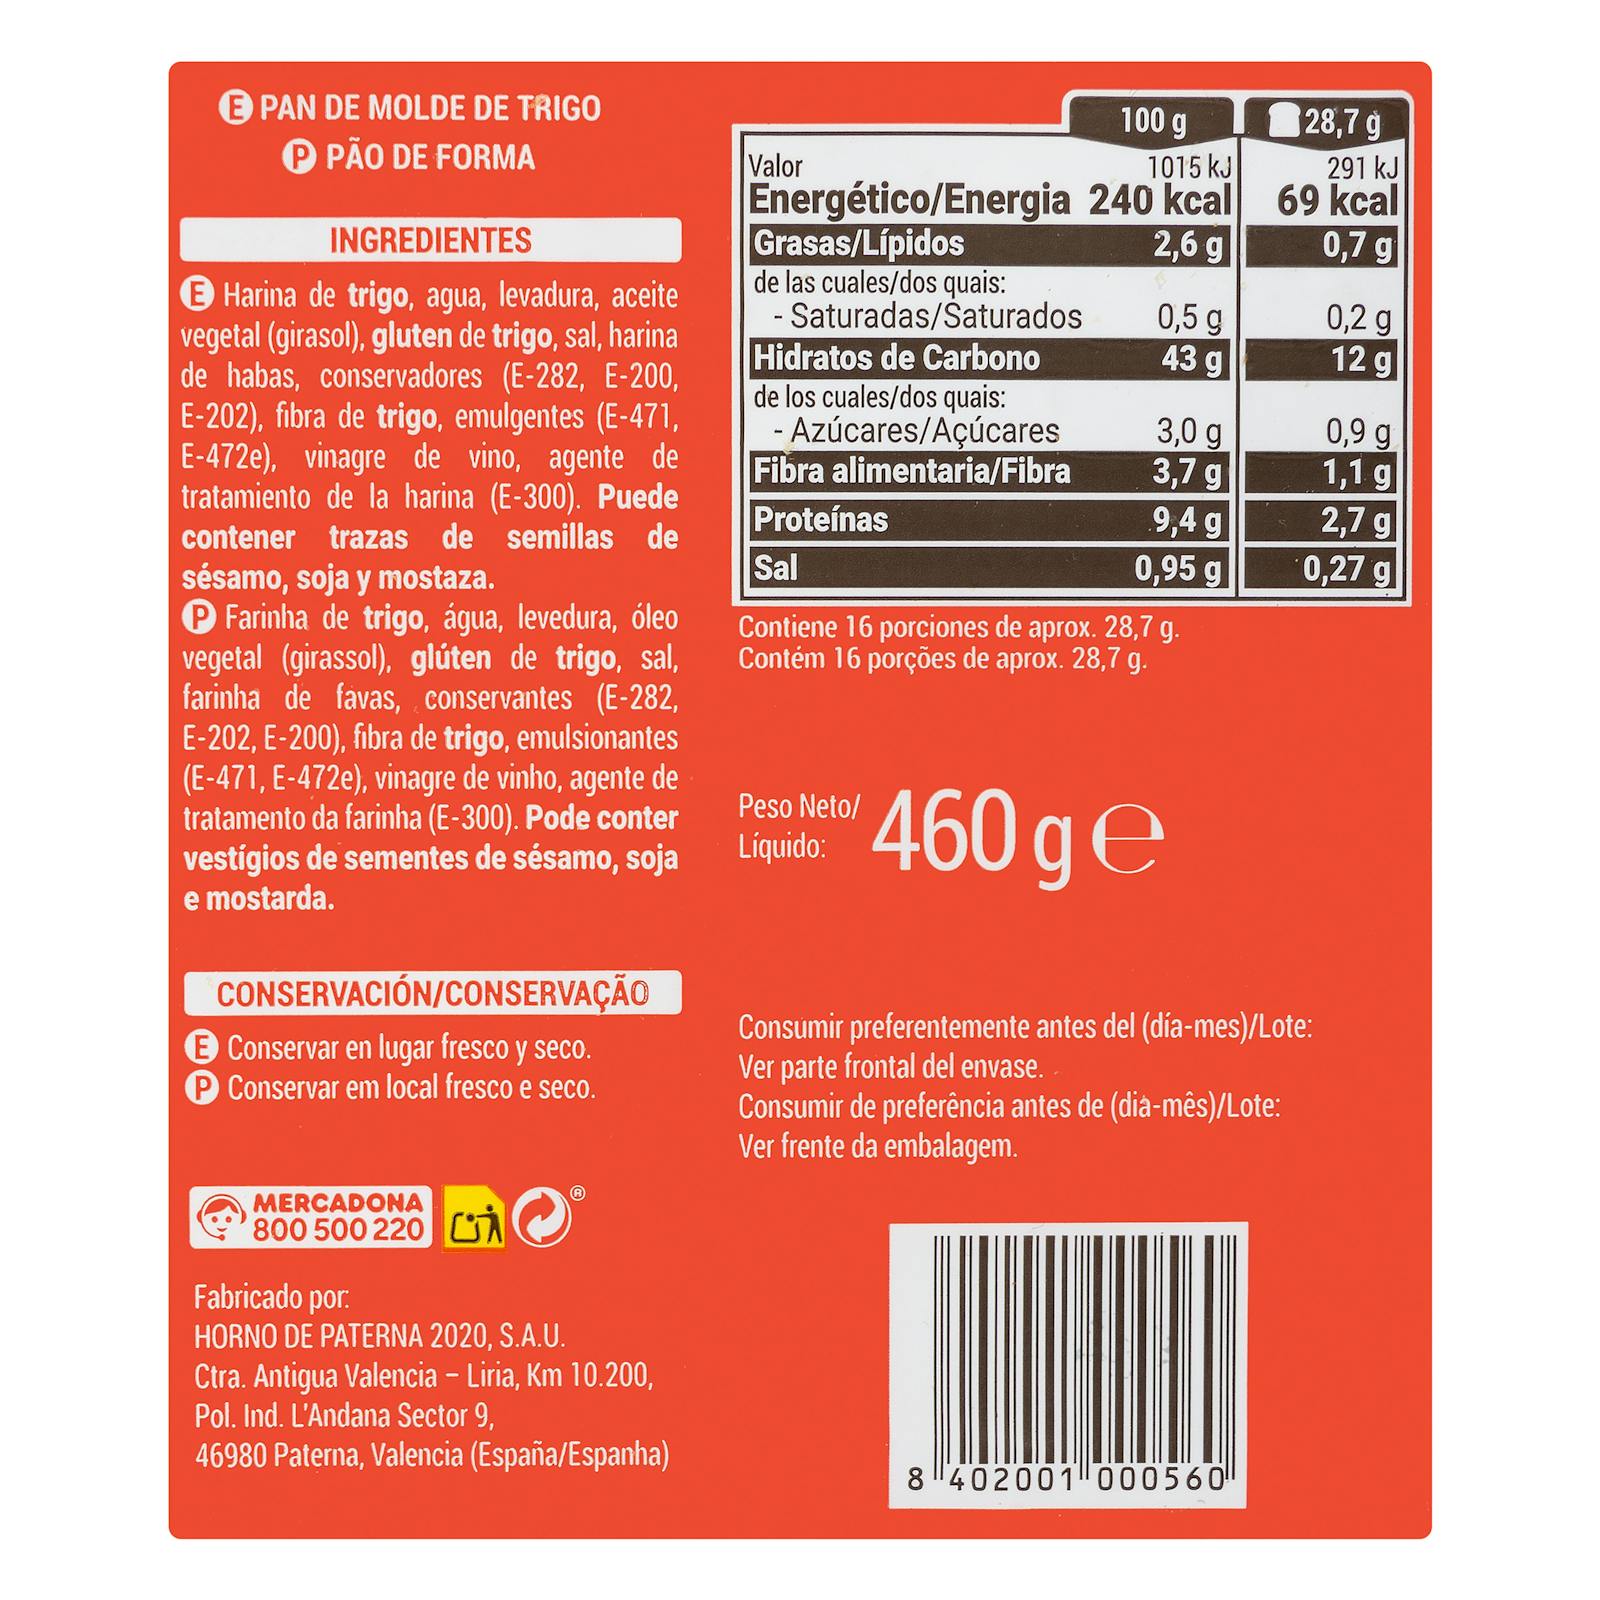 E PAN DE MOLDE DE TRIGO
P PÃO DE FORMA
INGREDIENTES
E Harina de trigo, agua, levadura, aceite
vegetal (girasol), gluten de trigo, sal, harina
de habas, conservadores (E-282, E-200,
E-202), fibra de trigo, emulgentes (E-471,
E-472e), vinagre de vino, agente de
tratamiento de la harina (E-300). Puede
contener trazas de semillas de
sésamo, soja y mostaza.
P Farinha de trigo, água, levedura, óleo
vegetal (girassol), glúten de trigo, sal,
farinha de favas, conservantes (E-282,
E-202, E-200), fibra de trigo, emulsionantes
(E-471, E-472e), vinagre de vinho, agente de
tratamento da farinha (E-300). Pode conter
vestígios de sementes de sésamo, soja
e mostarda.
CONSERVACIÓN/CONSERVAÇÃO
E Conservar en lugar fresco y seco.
P Conservar em local fresco e seco.
MERCADONA
800 500 220
®
Fabricado por:
HORNO DE PATERNA 2020, S.A.U.
Ctra. Antigua Valencia – Liria, Km 10.200,
Pol. Ind. L'Andana Sector 9,
46980 Paterna, Valencia (España/Espanha)
100 g 28,7 g
Valor 1015 kJ 291 kJ
Energético/Energia 240 kcal 69 kcal
Grasas/Lípidos 2,6 g 0,7 g
de las cuales/dos quais:
- Saturadas/Saturados 0,5 g 0,2 g
Hidratos de Carbono 43 g 12 g
de los cuales/dos quais:
- Azúcares/Açúcares 3,0 g 0,9 g
Fibra alimentaria/Fibra 3,7 g 1,1 g
Proteínas 9,4 g 2,7 g
Sal 0,95 g 0,27 g
Contiene 16 porciones de aprox. 28,7 g.
Contém 16 porções de aprox. 28,7 g.
Peso Neto/
Líquido: 460 g e
Consumir preferentemente antes del (día-mes)/Lote:
Ver parte frontal del envase.
Consumir de preferência antes de (dia-mês)/Lote:
Ver frente da embalagem.
8 402001 000560